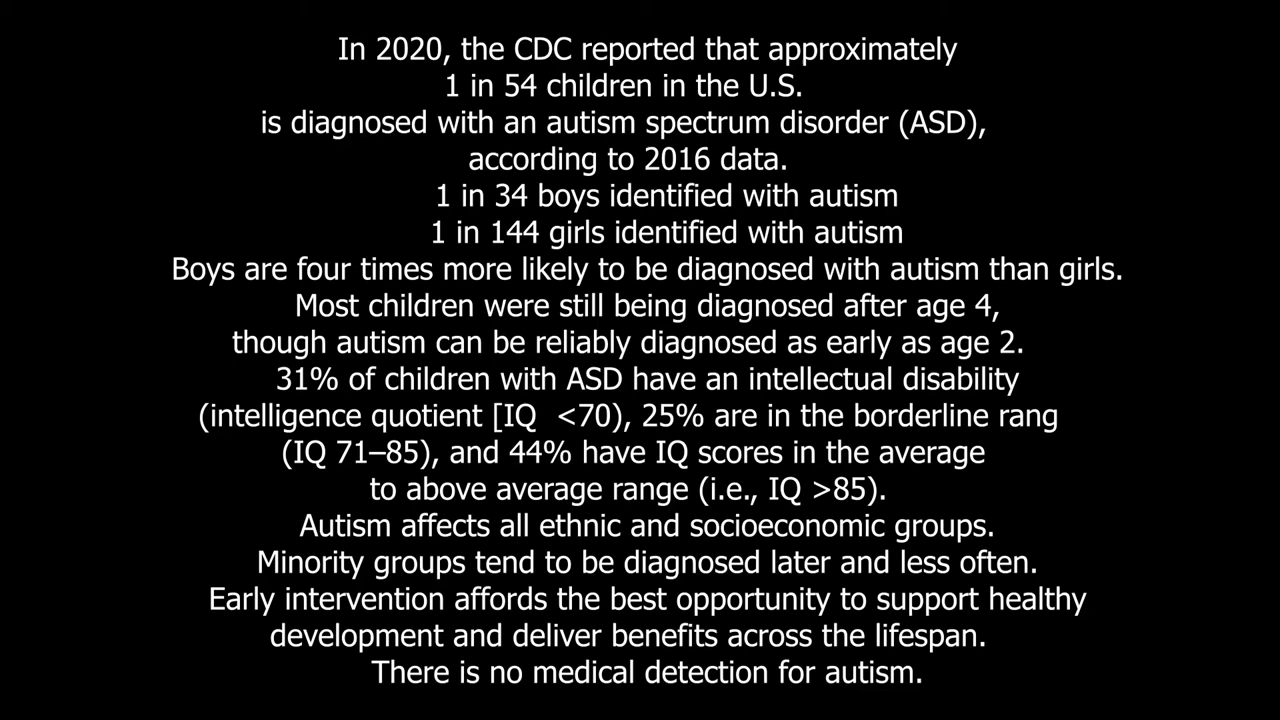 In 2020, the CDC reported that approximately
1 in 54 children in the U.S.
is diagnosed with an autism spectrum disorder (ASD),
according to 2016 data.
1 in 34 boys identified with autism
1 in 144 girls identified with autism
Boys are four times more likely to be diagnosed with autism than girls.
Most children were still being diagnosed after age 4,
though autism can be reliably diagnosed as early as age 2.
31% of children with ASD have an intellectual disability
(intelligence quotient [IQ  <70), 25% are in the borderline rang
(IQ 71–85), and 44% have IQ scores in the average
to above average range (i.e., IQ >85).
Autism affects all ethnic and socioeconomic groups.
Minority groups tend to be diagnosed later and less often.
Early intervention affords the best opportunity to support healthy
development and deliver benefits across the lifespan.
There is no medical detection for autism.